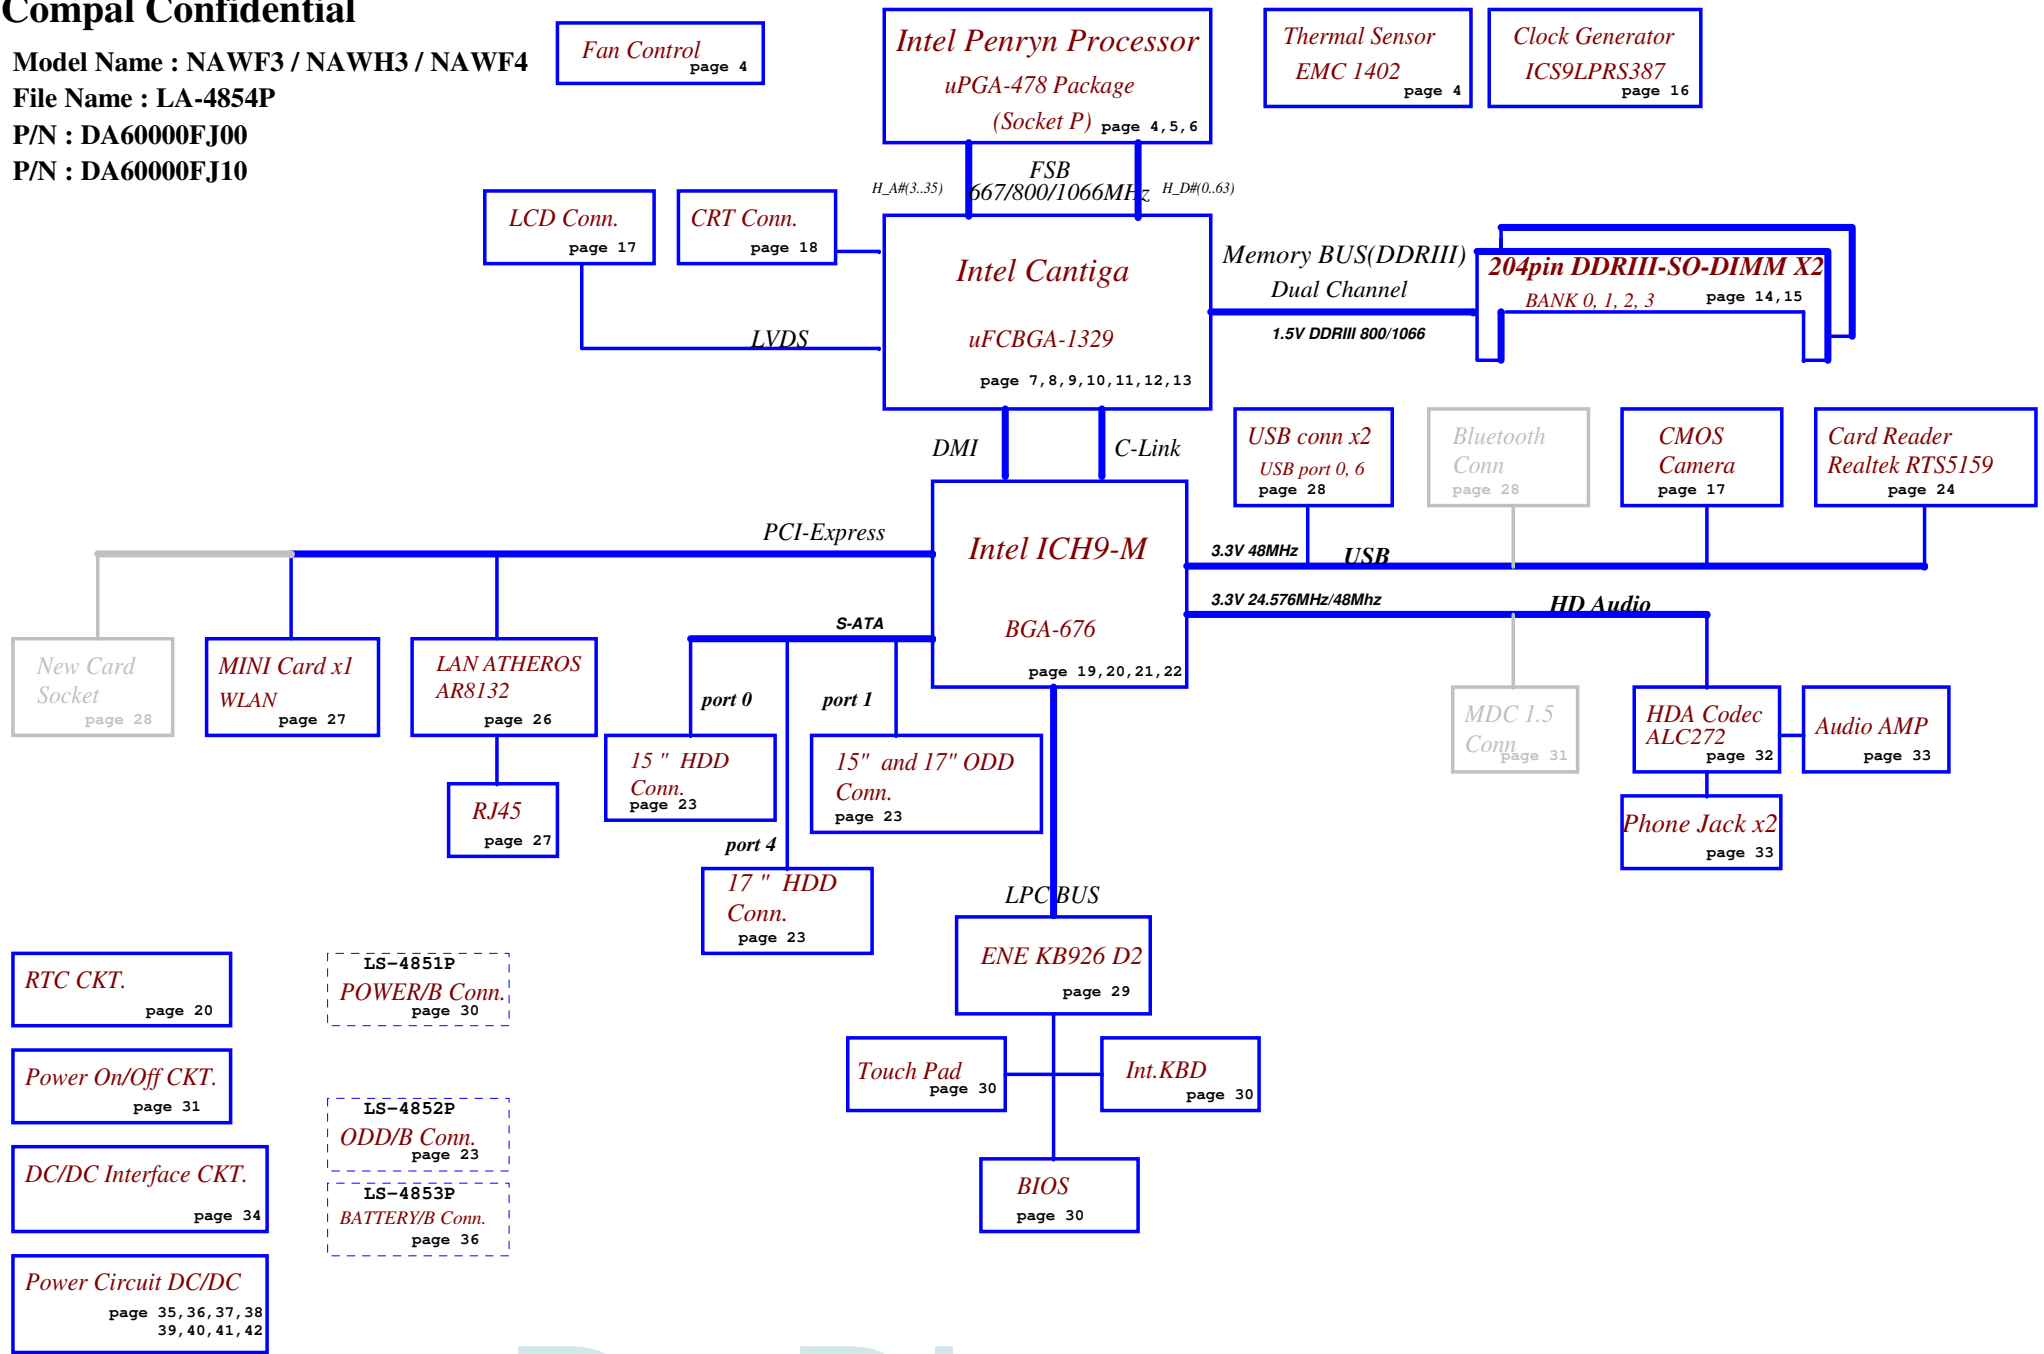 Compal Confidential
Model Name : NAWF3 / NAWH3 / NAWF4
File Name : LA-4854P
P/N : DA60000FJ00
P/N : DA60000FJ10
Fan Control
page 4
Intel Penryn Processor
uPGA-478 Package
(Socket P) page 4,5,6
Thermal Sensor
EMC 1402
page 4
Clock Generator
ICS9LPRS387
page 16
H_A#(3..35)
FSB
667/800/1066MHz
H_D#(0..63)
LCD Conn.
page 17
CRT Conn.
page 18
LVDS
Intel Cantiga
uFCBGA-1329
page 7,8,9,10,11,12,13
Memory BUS(DDRIII)
Dual Channel
1.5V DDRIII 800/1066
204pin DDRIII-SO-DIMM X2
BANK 0, 1, 2, 3 page 14,15
DMI
C-Link
USB conn x2
USB port 0, 6
page 28
Bluetooth
Conn
page 28
CMOS
Camera
page 17
Card Reader
Realtek RTS5159
page 24
PCI-Express
Intel ICH9-M
BGA-676
page 19,20,21,22
3.3V 48MHz
USB
3.3V 24.576MHz/48Mhz
HD Audio
S-ATA
New Card
Socket
page 28
MINI Card x1
WLAN
page 27
LAN ATHEROS
AR8132
page 26
RJ45
page 27
port 0
port 1
15 " HDD
Conn.
page 23
15" and 17" ODD
Conn.
page 23
port 4
17 " HDD
Conn.
page 23
MDC 1.5
Conn
page 31
HDA Codec
ALC272
page 32
Audio AMP
page 33
Phone Jack x2
page 33
LPC BUS
ENE KB926 D2
page 29
Touch Pad
page 30
Int.KBD
page 30
BIOS
page 30
RTC CKT.
page 20
Power On/Off CKT.
page 31
DC/DC Interface CKT.
page 34
Power Circuit DC/DC
page 35,36,37,38
39,40,41,42
LS-4851P
POWER/B Conn.
page 30
LS-4852P
ODD/B Conn.
page 23
LS-4853P
BATTERY/B Conn.
page 36